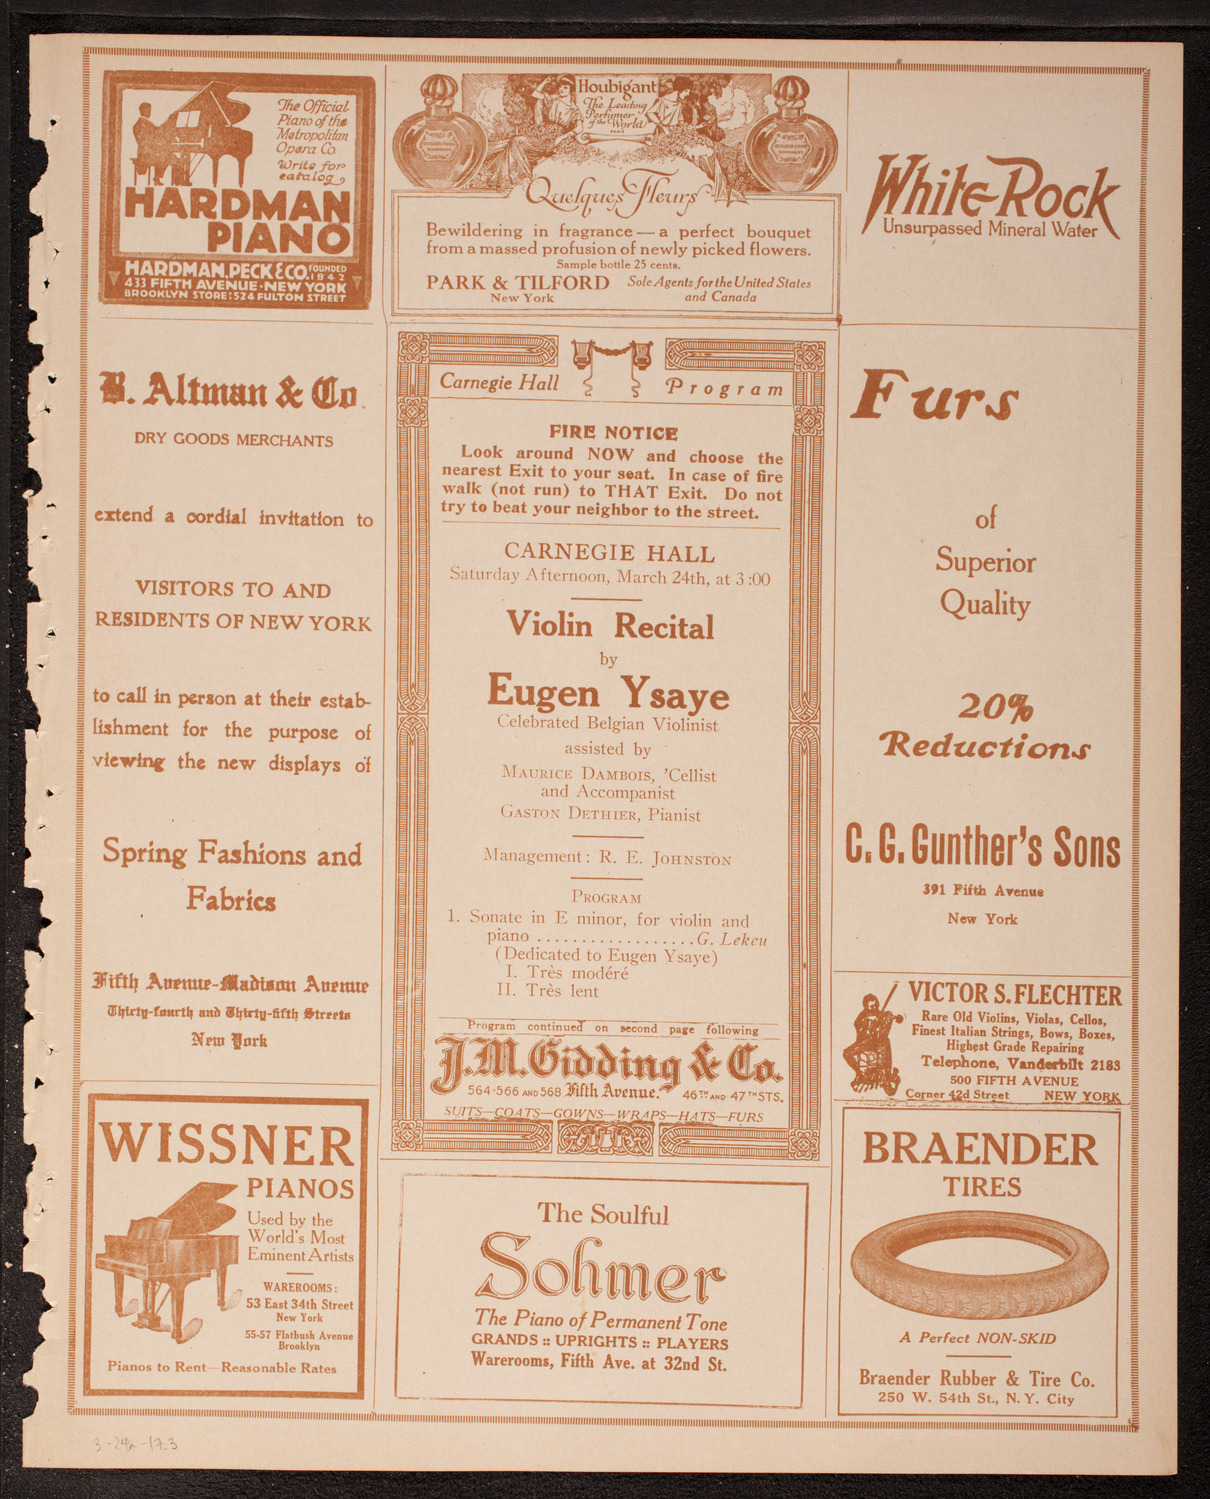 The Official
Piano of the
Metropolitan
Opera Co.
Write for
catalog
HARDMAN
PIANO
HARDMAN, PECK & CO. FOUNDED 1842
433 FIFTH AVENUE · NEW YORK
BROOKLYN STORE: 524 FULTON STREET
Houbigant
The Leading
Perfumer
of the World
PARIS
Quelques Fleurs
Bewildering in fragrance — a perfect bouquet
from a massed profusion of newly picked flowers.
Sample bottle 25 cents.
PARK & TILFORD
New York
Sole Agents for the United States
and Canada
White Rock
Unsurpassed Mineral Water
B. Altman & Co.
DRY GOODS MERCHANTS
extend a cordial invitation to
VISITORS TO AND
RESIDENTS OF NEW YORK
to call in person at their estab-
lishment for the purpose of
viewing the new displays of
Spring Fashions and
Fabrics
Fifth Avenue-Madison Avenue
Thirty-fourth and Thirty-fifth Streets
New York
WISSNER
PIANOS
Used by the
World's Most
Eminent Artists
WAREROOMS:
53 East 34th Street
New York
55-57 Flatbush Avenue
Brooklyn
Pianos to Rent—Reasonable Rates
Carnegie Hall Program
FIRE NOTICE
Look around NOW and choose the
nearest Exit to your seat. In case of fire
walk (not run) to THAT Exit. Do not
try to beat your neighbor to the street.
CARNEGIE HALL
Saturday Afternoon, March 24th, at 3:00
Violin Recital
by
Eugen Ysaye
Celebrated Belgian Violinist
assisted by
MAURICE DAMBOIS, 'Cellist
and Accompanist
GASTON DETHIER, Pianist
Management: R. E. JOHNSTON
PROGRAM
1. Sonate in E minor, for violin and
piano ..................G. Lekeu
(Dedicated to Eugen Ysaye)
I. Très modéré
II. Très lent
Program continued on second page following
J. M. Gidding & Co.
564-566 AND 568 Fifth Avenue. 46TH AND 47TH STS.
SUITS—COATS—GOWNS—WRAPS—HATS—FURS
The Soulful
Sohmer
The Piano of Permanent Tone
GRANDS :: UPRIGHTS :: PLAYERS
Warerooms, Fifth Ave. at 32nd St.
Furs
of
Superior
Quality
20%
Reductions
C. G. Gunther's Sons
391 Fifth Avenue
New York
VICTOR S. FLECHTER
Rare Old Violins, Violas, Cellos,
Finest Italian Strings, Bows, Boxes,
Highest Grade Repairing
Telephone, Vanderbilt 2183
500 FIFTH AVENUE
Corner 42d Street NEW YORK
BRAENDER
TIRES
A Perfect NON-SKID
Braender Rubber & Tire Co.
250 W. 54th St., N. Y. City